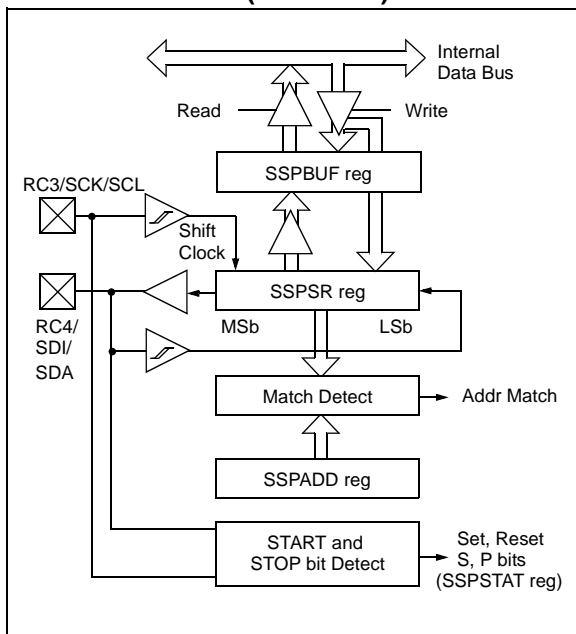 Internal
Data Bus
Read
Write
SSPBUF reg
RC3/SCK/SCL
Shift
Clock
SSPSR reg
MSb
LSb
RC4/
SDI/
SDA
Match Detect
Addr Match
SSPADD reg
START and
STOP bit Detect
Set, Reset
S, P bits
(SSPSTAT reg)